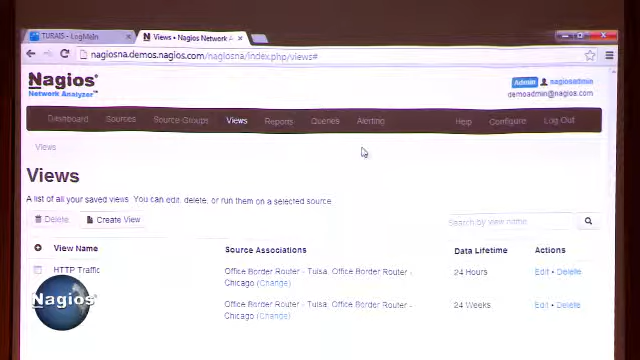 TURAIS - LogMeIn
Views • Nagios Network A
nagiosna.demos.nagios.com/nagiosna/index.php/views#
Nagios®
Network Analyzer™
Admin nagiosadmin
demoadmin@nagios.com
Dashboard Sources Source Groups Views Reports Queries Alerting Help Configure Log Out
Views
Views
A list of all your saved views. You can edit, delete, or run them on a selected source
Delete Create View Search by view name
View Name Source Associations Data Lifetime Actions
HTTP Traffic Office Border Router - Tulsa, Office Border Router - 24 Hours Edit • Delete
Chicago (Change)
Office Border Router - Tulsa, Office Border Router - 24 Weeks Edit • Delete
Chicago (Change)
Nagios®